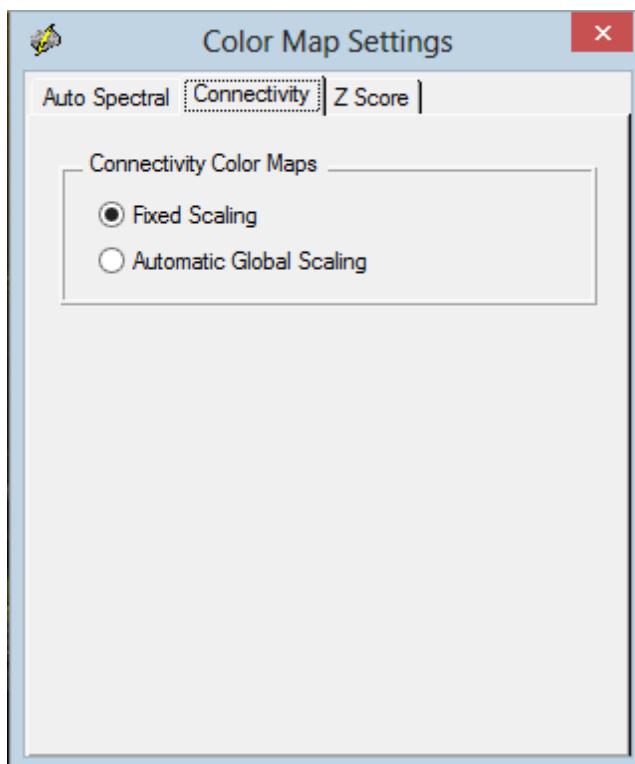 Color Map Settings
Auto Spectral Connectivity Z Score
Connectivity Color Maps
Fixed Scaling
Automatic Global Scaling